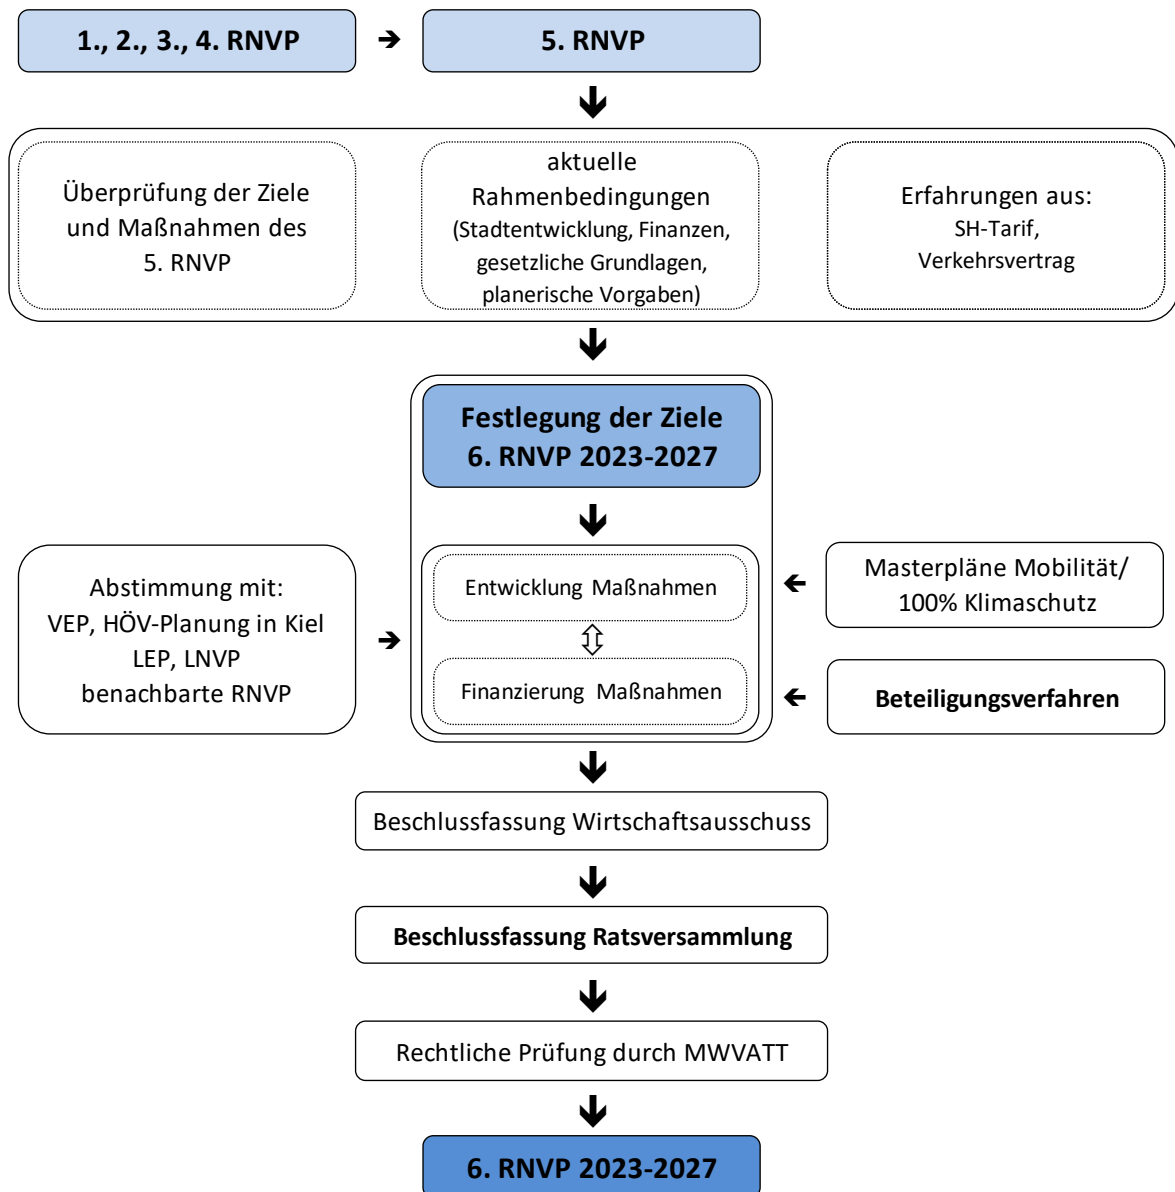 1., 2., 3., 4. RNVP
5. RNVP
Überprüfung der Ziele
und Maßnahmen des
5. RNVP
aktuelle
Rahmenbedingungen
(Stadtentwicklung, Finanzen,
gesetzliche Grundlagen,
planerische Vorgaben)
Erfahrungen aus:
SH-Tarif,
Verkehrsvertrag
Festlegung der Ziele
6. RNVP 2023-2027
Abstimmung mit:
VEP, HÖV-Planung in Kiel
LEP, LNVP
benachbarte RNVP
Entwicklung Maßnahmen
Finanzierung Maßnahmen
Masterpläne Mobilität/
100% Klimaschutz
Beteiligungsverfahren
Beschlussfassung Wirtschaftsausschuss
Beschlussfassung Ratsversammlung
Rechtliche Prüfung durch MWVATT
6. RNVP 2023-2027